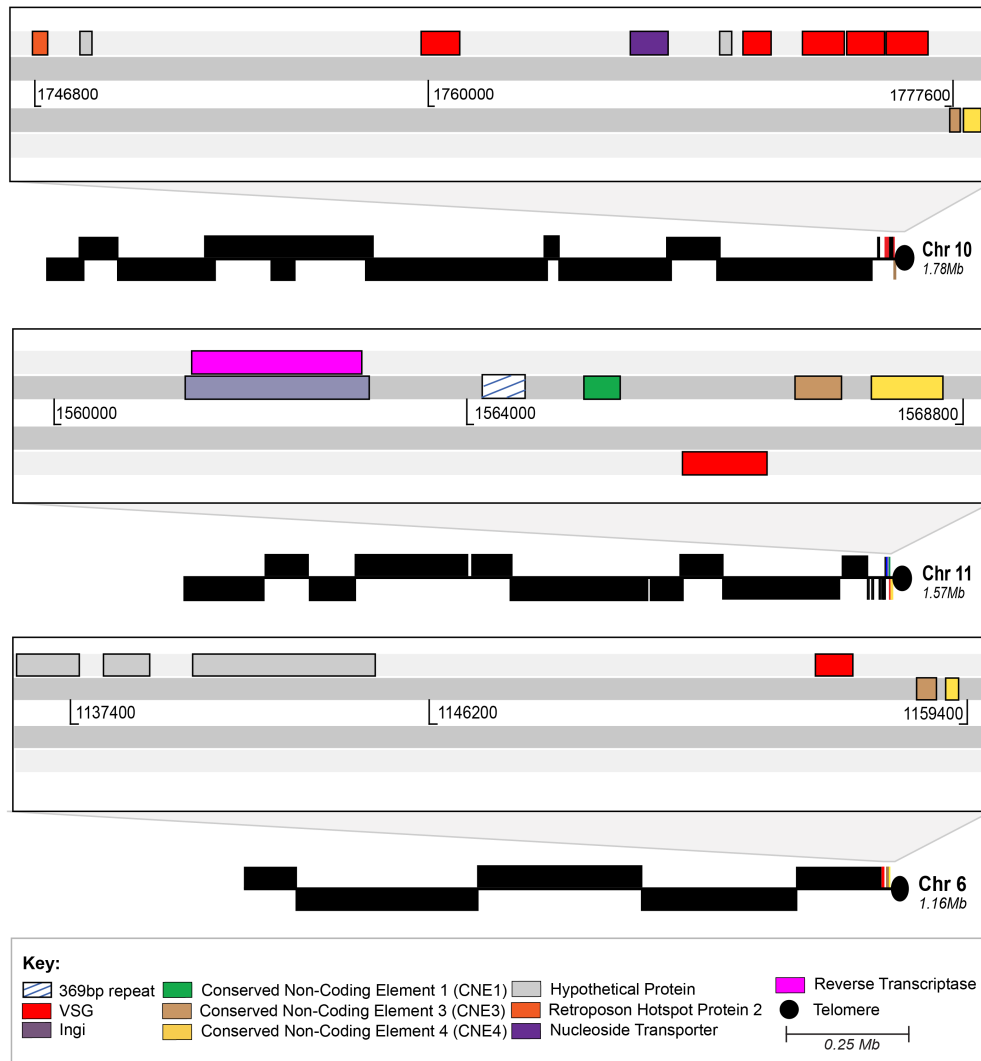 1746800
1760000
1777600
Chr 10
1.78Mb
1560000
1564000
1568800
Chr 11
1.57Mb
1137400
1146200
1159400
Chr 6
1.16Mb
Key:
369bp repeat
VSG
Ingi
Conserved Non-Coding Element 1 (CNE1)
Conserved Non-Coding Element 3 (CNE3)
Conserved Non-Coding Element 4 (CNE4)
Hypothetical Protein
Retroposon Hotspot Protein 2
Nucleoside Transporter
Reverse Transcriptase
Telomere
0.25 Mb